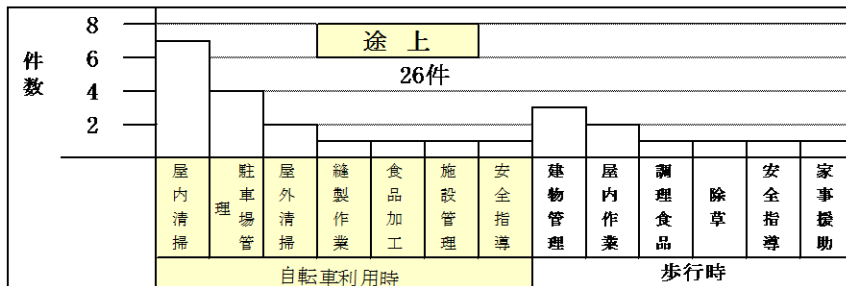 件数
8
6
4
2
途上
26件
屋内清掃
駐車場管理
屋外清掃
縫製作業
食品加工
施設管理
安全指導
建物管理
屋内作業
調理食品
除草
安全指導
家事援助
自転車利用時
歩行時